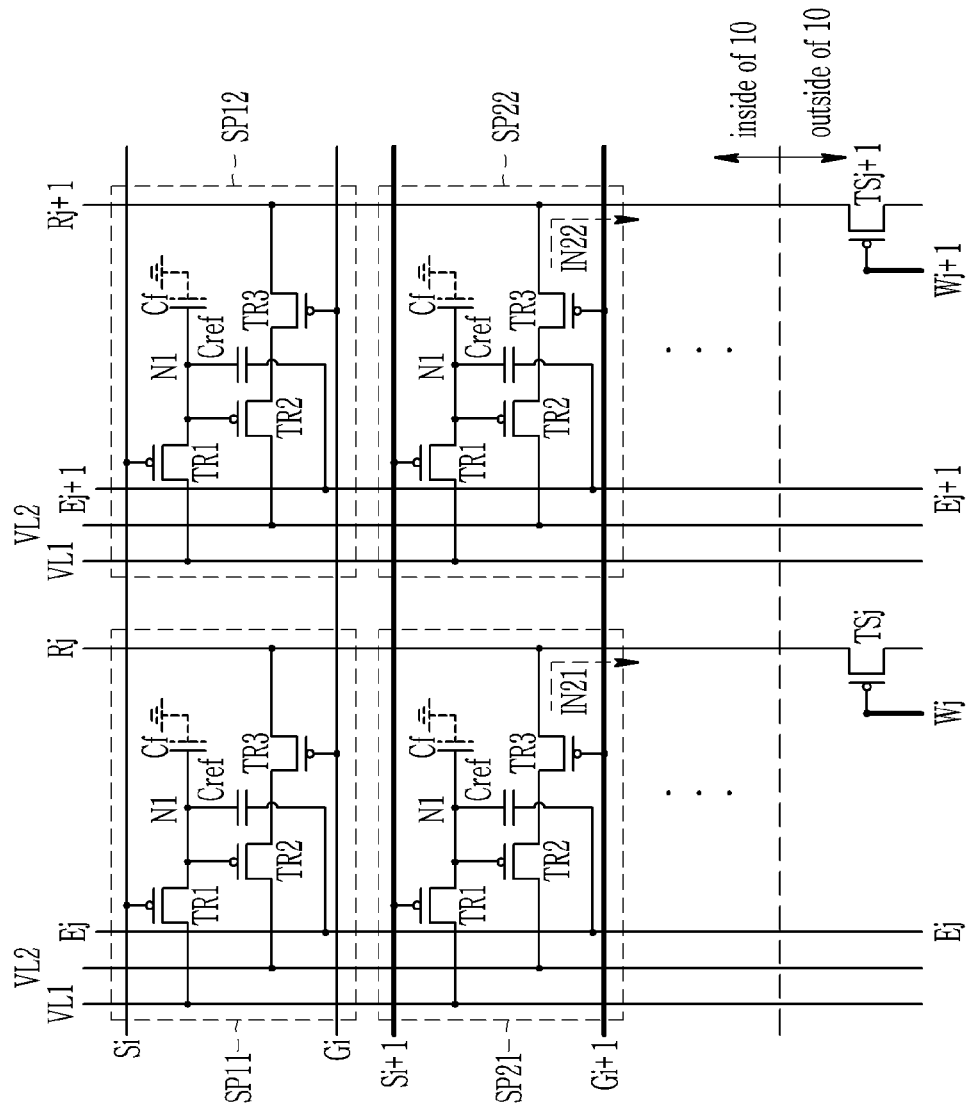 VL1
VL2
Ej
Rj
VL1
VL2
Ej+1
Rj+1
Si
SP11
SP12
TR1
N1
Cf
Cref
TR2
TR3
TR1
N1
Cf
Cref
TR2
TR3
Gi
Si+1
SP21
SP22
TR1
N1
Cf
Cref
TR2
TR3
IN21
TR1
N1
Cf
Cref
TR2
TR3
IN22
Gi+1
. . .
. . .
inside of 10
outside of 10
TSj
TSj+1
Ej
Wj
Ej+1
Wj+1